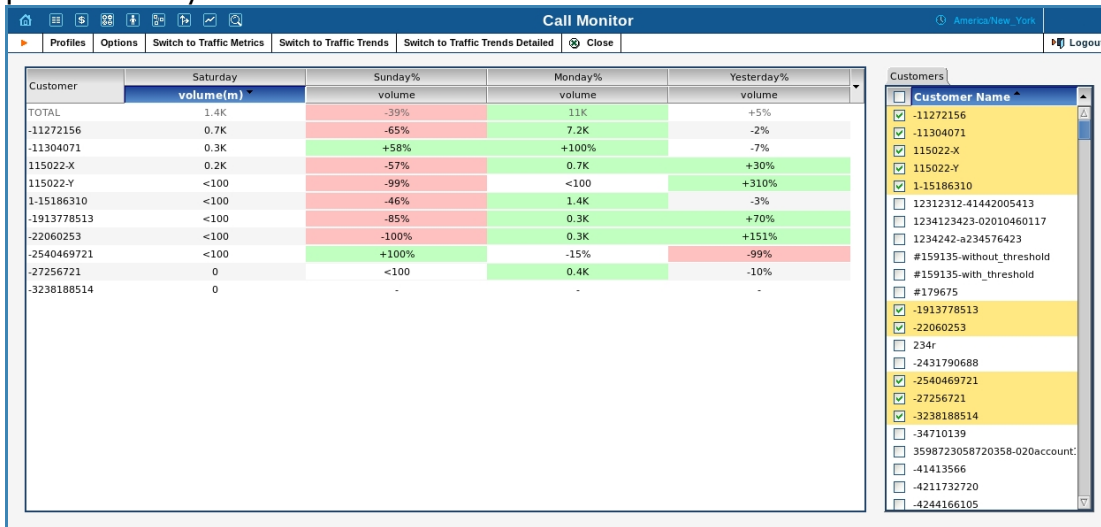 Call Monitor
America/New_York
Profiles Options Switch to Traffic Metrics Switch to Traffic Trends Switch to Traffic Trends Detailed Close Logou
Customer Saturday Sunday% Monday% Yesterday%
volume(m) volume volume volume
TOTAL 1.4K -39% 11K +5%
-11272156 0.7K -65% 7.2K -2%
-11304071 0.3K +58% +100% -7%
115022-X 0.2K -57% 0.7K +30%
115022-Y <100 -99% <100 +310%
1-15186310 <100 -46% 1.4K -3%
-1913778513 <100 -85% 0.3K +70%
-22060253 <100 -100% 0.3K +151%
-2540469721 <100 +100% -15% -99%
-27256721 0 <100 0.4K -10%
-3238188514 0 - - -
Customers
Customer Name
-11272156
-11304071
115022-X
115022-Y
1-15186310
12312312-41442005413
1234123423-02010460117
1234242-a234576423
#159135-without_threshold
#159135-with_threshold
#179675
-1913778513
-22060253
234r
-2431790688
-2540469721
-27256721
-3238188514
-34710139
3598723058720358-020account
-41413566
-4211732720
-4244166105